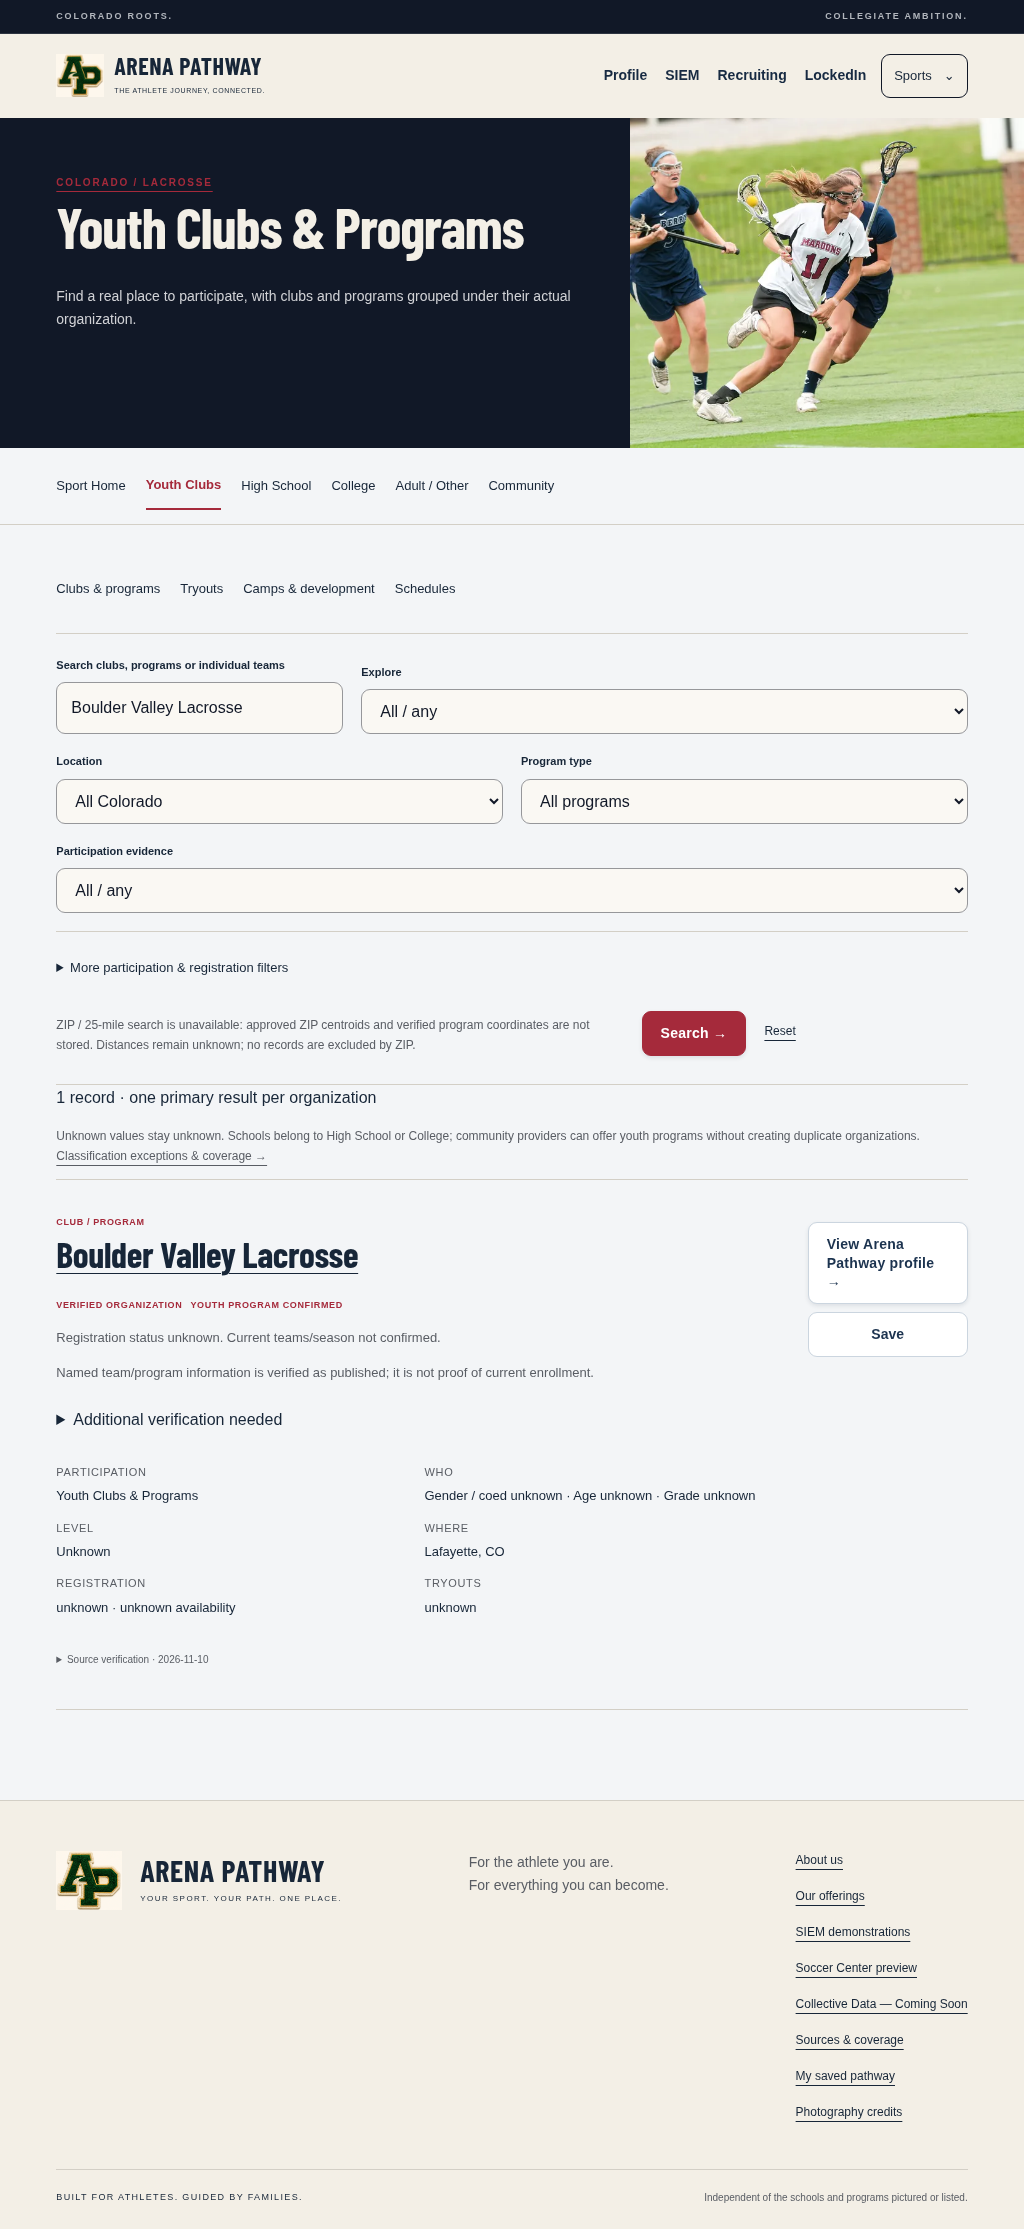 COLORADO ROOTS.
COLLEGIATE AMBITION.
AP
ARENA PATHWAY
THE ATHLETE JOURNEY, CONNECTED.
Profile
SIEM
Recruiting
LockedIn
Sports
COLORADO / LACROSSE
Youth Clubs & Programs
Find a real place to participate, with clubs and programs grouped under their actual
organization.
BEARS
MAROONS
11
Sport Home
Youth Clubs
High School
College
Adult / Other
Community
Clubs & programs
Tryouts
Camps & development
Schedules
Search clubs, programs or individual teams
Explore
Boulder Valley Lacrosse
All / any
Location
Program type
All Colorado
All programs
Participation evidence
All / any
▶ More participation & registration filters
ZIP / 25-mile search is unavailable: approved ZIP centroids and verified program coordinates are not
stored. Distances remain unknown; no records are excluded by ZIP.
Search →
Reset
1 record · one primary result per organization
Unknown values stay unknown. Schools belong to High School or College; community providers can offer youth programs without creating duplicate organizations.
Classification exceptions & coverage →
CLUB / PROGRAM
Boulder Valley Lacrosse
VERIFIED ORGANIZATION
YOUTH PROGRAM CONFIRMED
Registration status unknown. Current teams/season not confirmed.
Named team/program information is verified as published; it is not proof of current enrollment.
View Arena
Pathway profile
→
Save
▶ Additional verification needed
PARTICIPATION
Youth Clubs & Programs
WHO
Gender / coed unknown · Age unknown · Grade unknown
LEVEL
Unknown
WHERE
Lafayette, CO
REGISTRATION
unknown · unknown availability
TRYOUTS
unknown
▶ Source verification · 2026-11-10
AP
ARENA PATHWAY
YOUR SPORT. YOUR PATH. ONE PLACE.
For the athlete you are.
For everything you can become.
About us
Our offerings
SIEM demonstrations
Soccer Center preview
Collective Data — Coming Soon
Sources & coverage
My saved pathway
Photography credits
BUILT FOR ATHLETES. GUIDED BY FAMILIES.
Independent of the schools and programs pictured or listed.